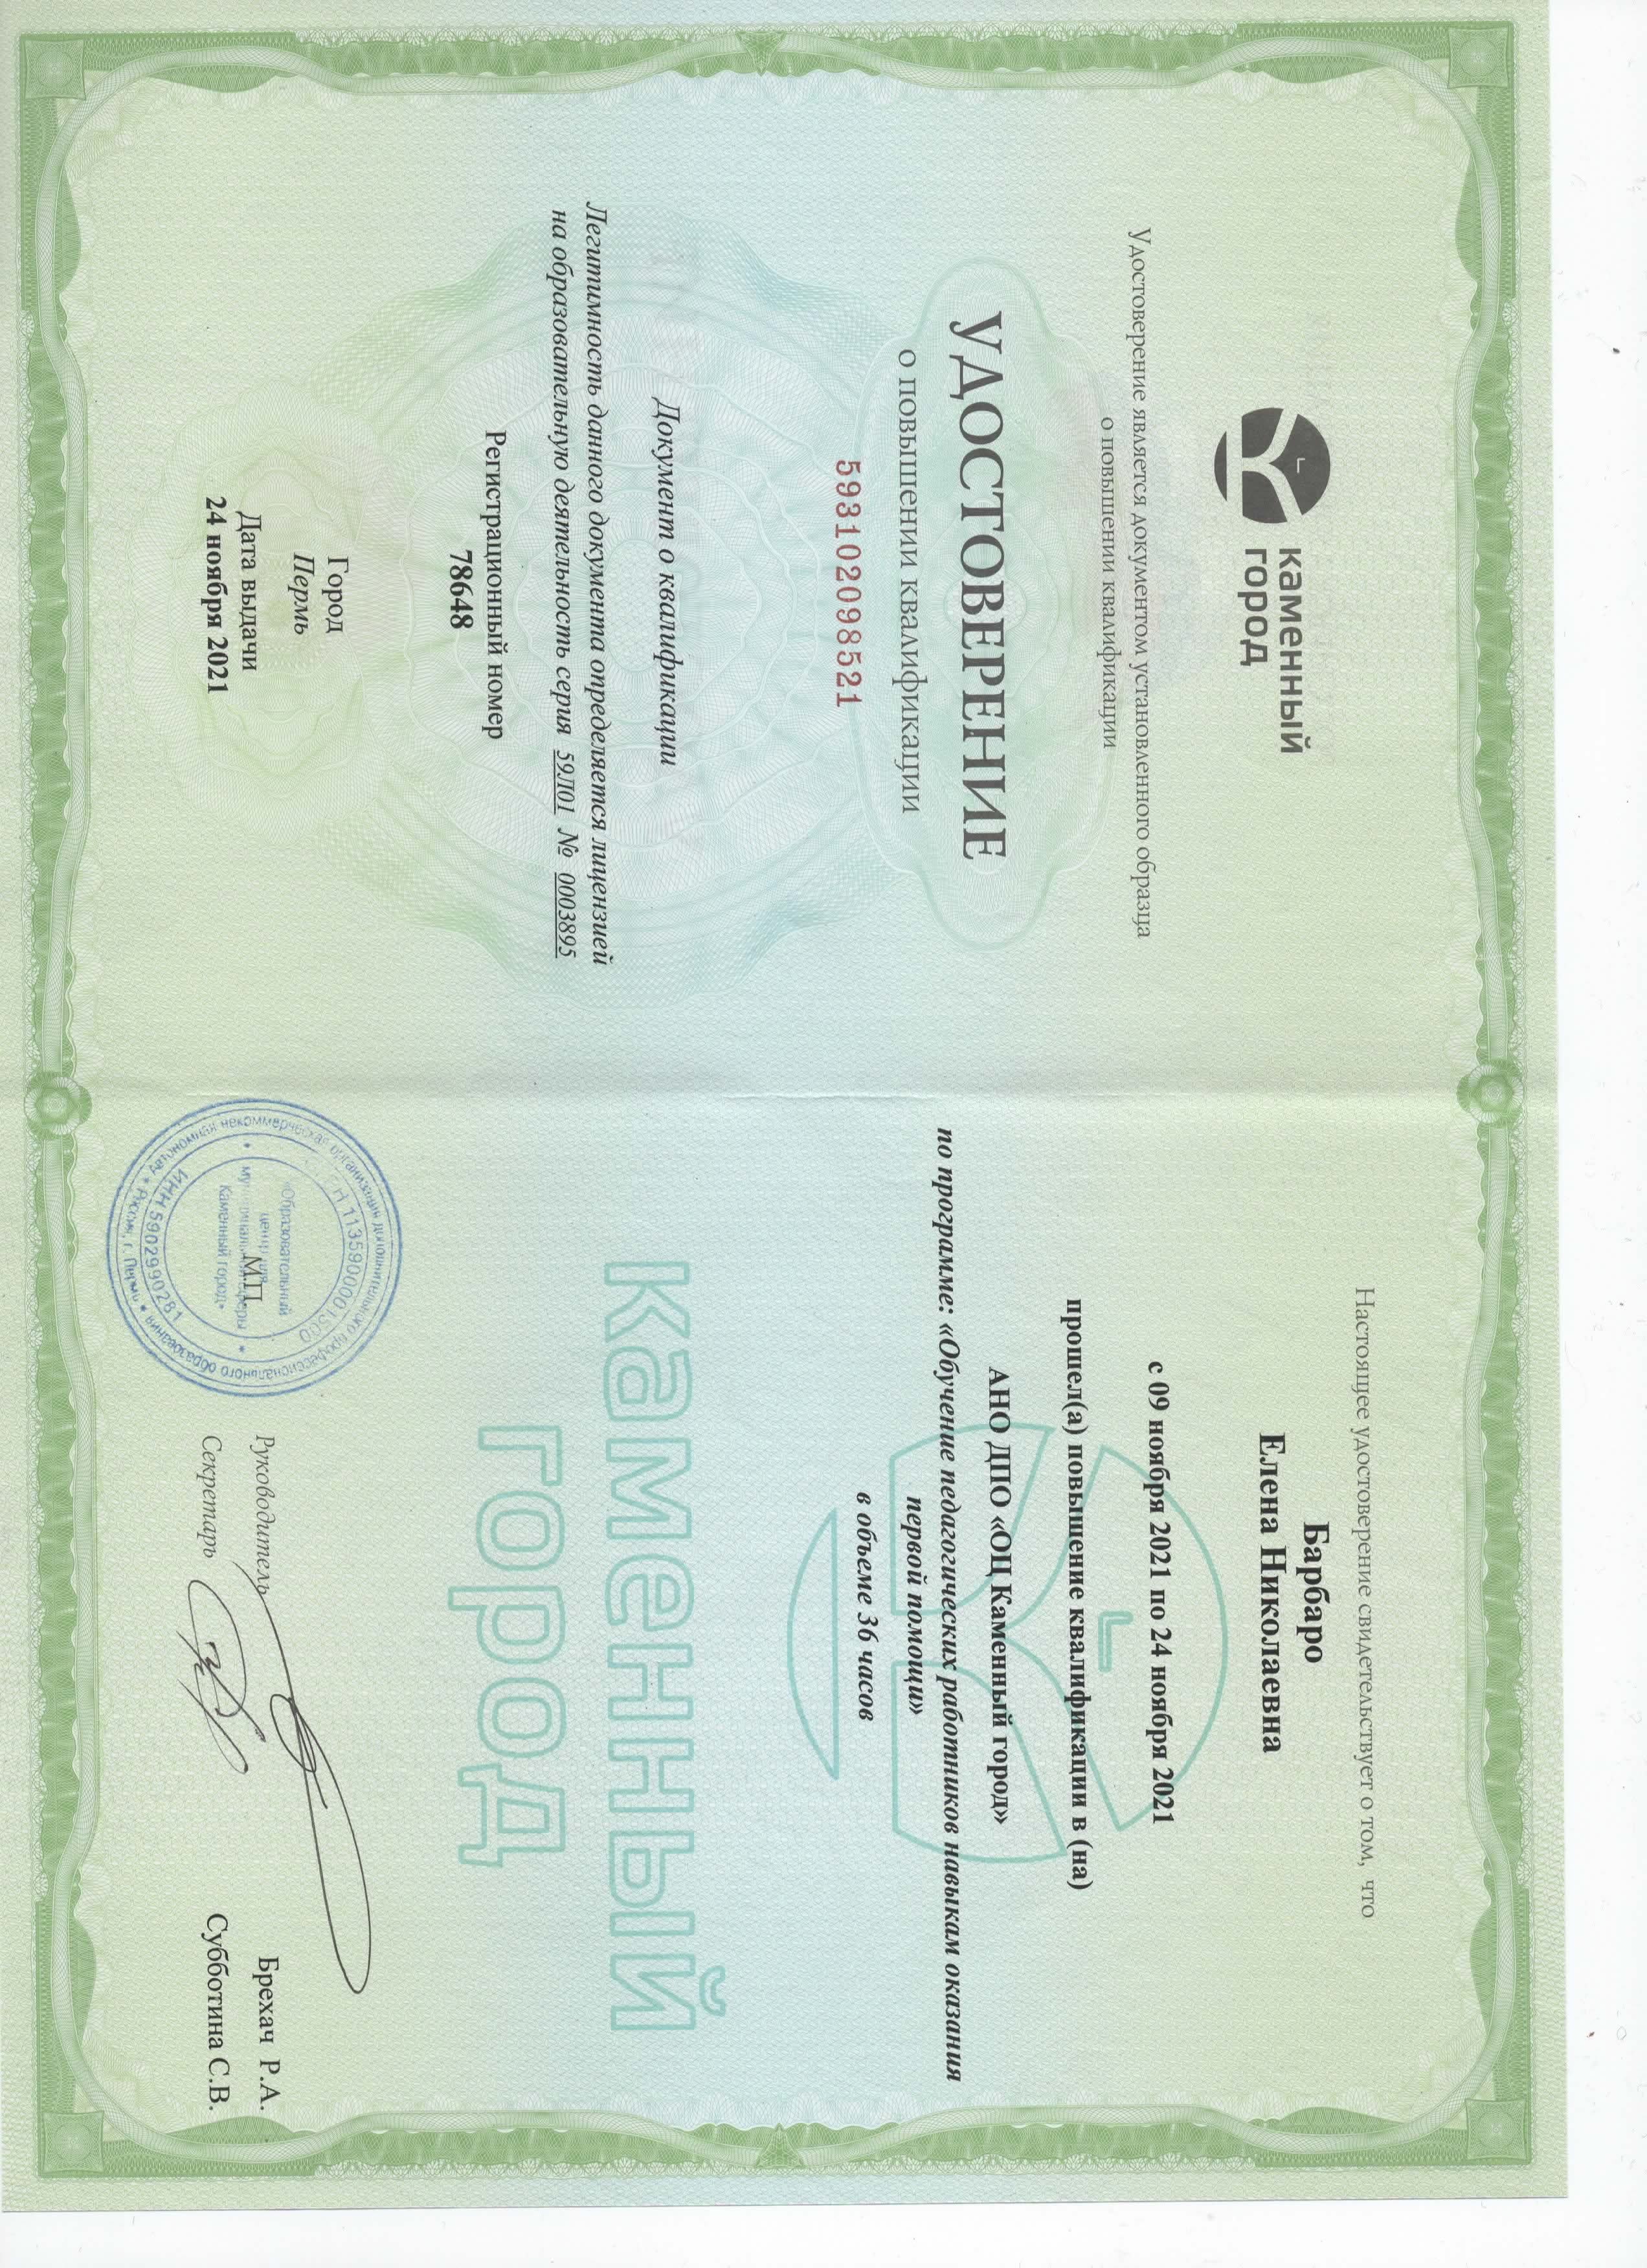 каменный
город
Удостоверение является документом установленного образца
о повышении квалификации
УДОСТОВЕРЕНИЕ
о повышении квалификации
593102098521
Документ о квалификации
Легитимность данного документа определяется лицензией
на образовательную деятельность серия 59Л01 № 0003895
Регистрационный номер
78648
Город
Пермь
Дата выдачи
24 ноября 2021
Настоящее удостоверение свидетельствует о том, что
Барбаро
Елена Николаевна
с 09 ноября 2021 по 24 ноября 2021
прошел(а) повышение квалификации в (на)
АНО ДПО «ОЦ Каменный город»
по программе: «Обучение педагогических работников навыкам оказания
первой помощи»
в объеме 36 часов
каменный
город
Руководитель
Брехач Р.А.
Секретарь
Субботина С.В.
М.П.
Автономная некоммерческая организация дополнительного профессионального образования
Россия, г. Пермь
1135900001500
ИНН 5902990281
«Образовательный
Каменный город»